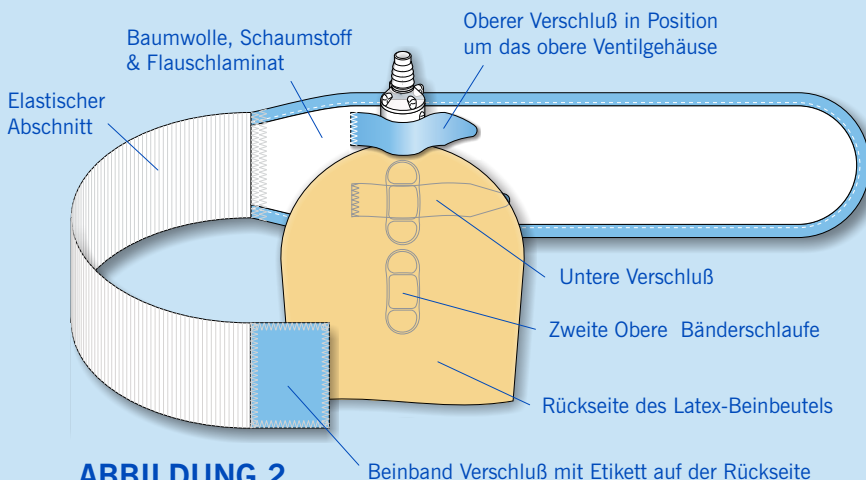 Oberer Verschluß in Position
um das obere Ventilgehäuse
Baumwolle, Schaumstoff
& Flauschlaminat
Elastischer
Abschnitt
Untere Verschluß
Zweite Obere Bänderschlaufe
Rückseite des Latex-Beinbeutels
ABBILDUNG 2
Beinband Verschluß mit Etikett auf der Rückseite